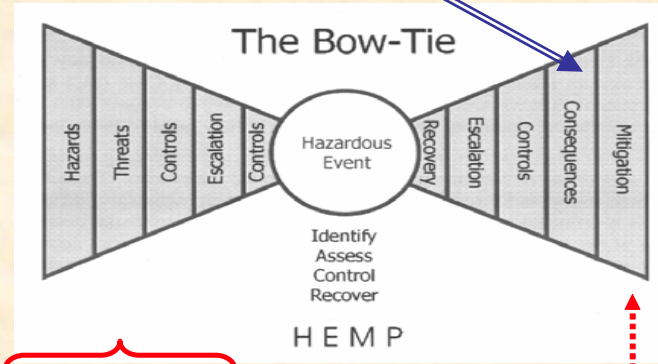 The Bow-Tie
Hazards
Threats
Controls
Escalation
Controls
Hazardous
Event
Recovery
Escalation
Controls
Consequences
Mitigation
Identify
Assess
Control
Recover
HEMP